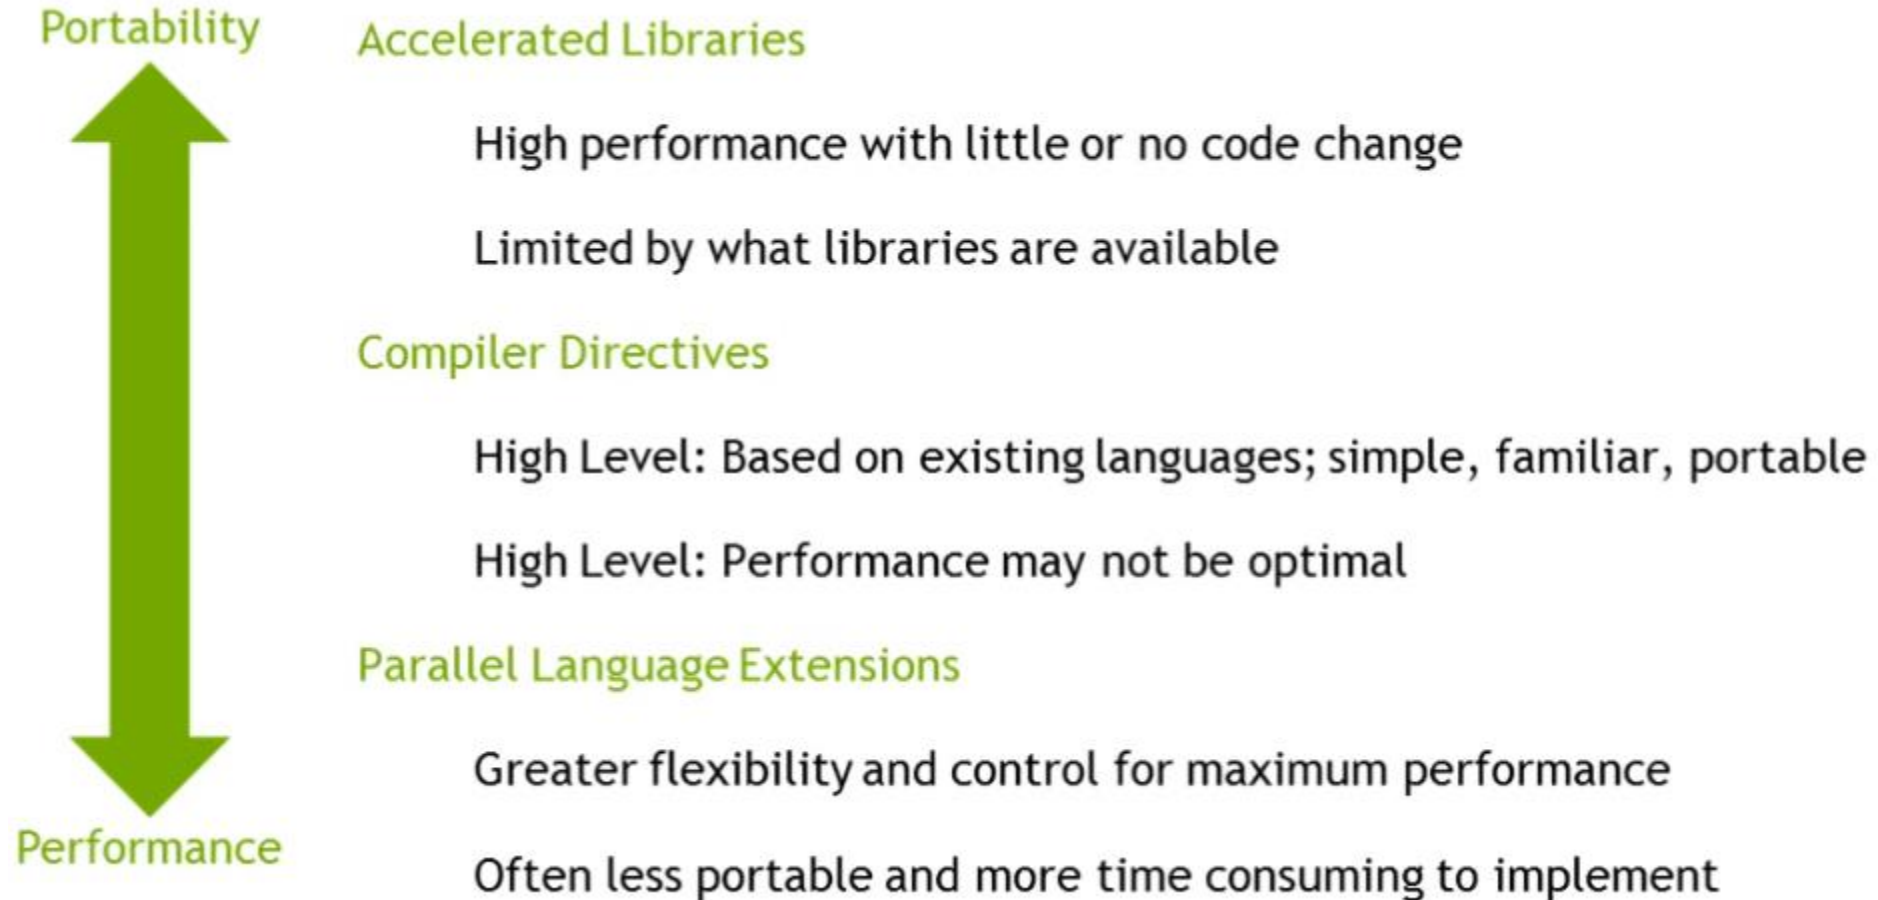 Portability
Accelerated Libraries
High performance with little or no code change
Limited by what libraries are available
Compiler Directives
High Level: Based on existing languages; simple, familiar, portable
High Level: Performance may not be optimal
Parallel Language Extensions
Greater flexibility and control for maximum performance
Performance
Often less portable and more time consuming to implement